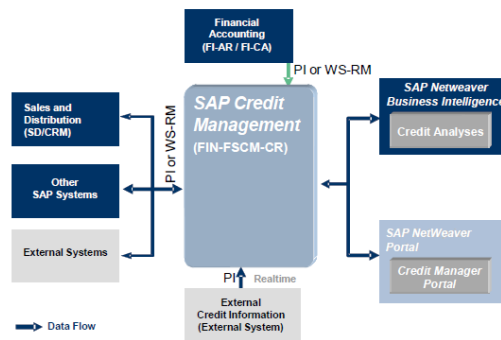 Financial
Accounting
(FI-AR / FI-CA)
PI or WS-RM
Sales and
Distribution
(SD/CRM)
Other
SAP Systems
External Systems
PI or WS-RM
SAP Credit
Management
(FIN-FSCM-CR)
SAP Netweaver
Business Intelligence
Credit Analyses
SAP NetWeaver
Portal
Credit Manager
Portal
PI
Realtime
External
Credit Information
(External System)
Data Flow